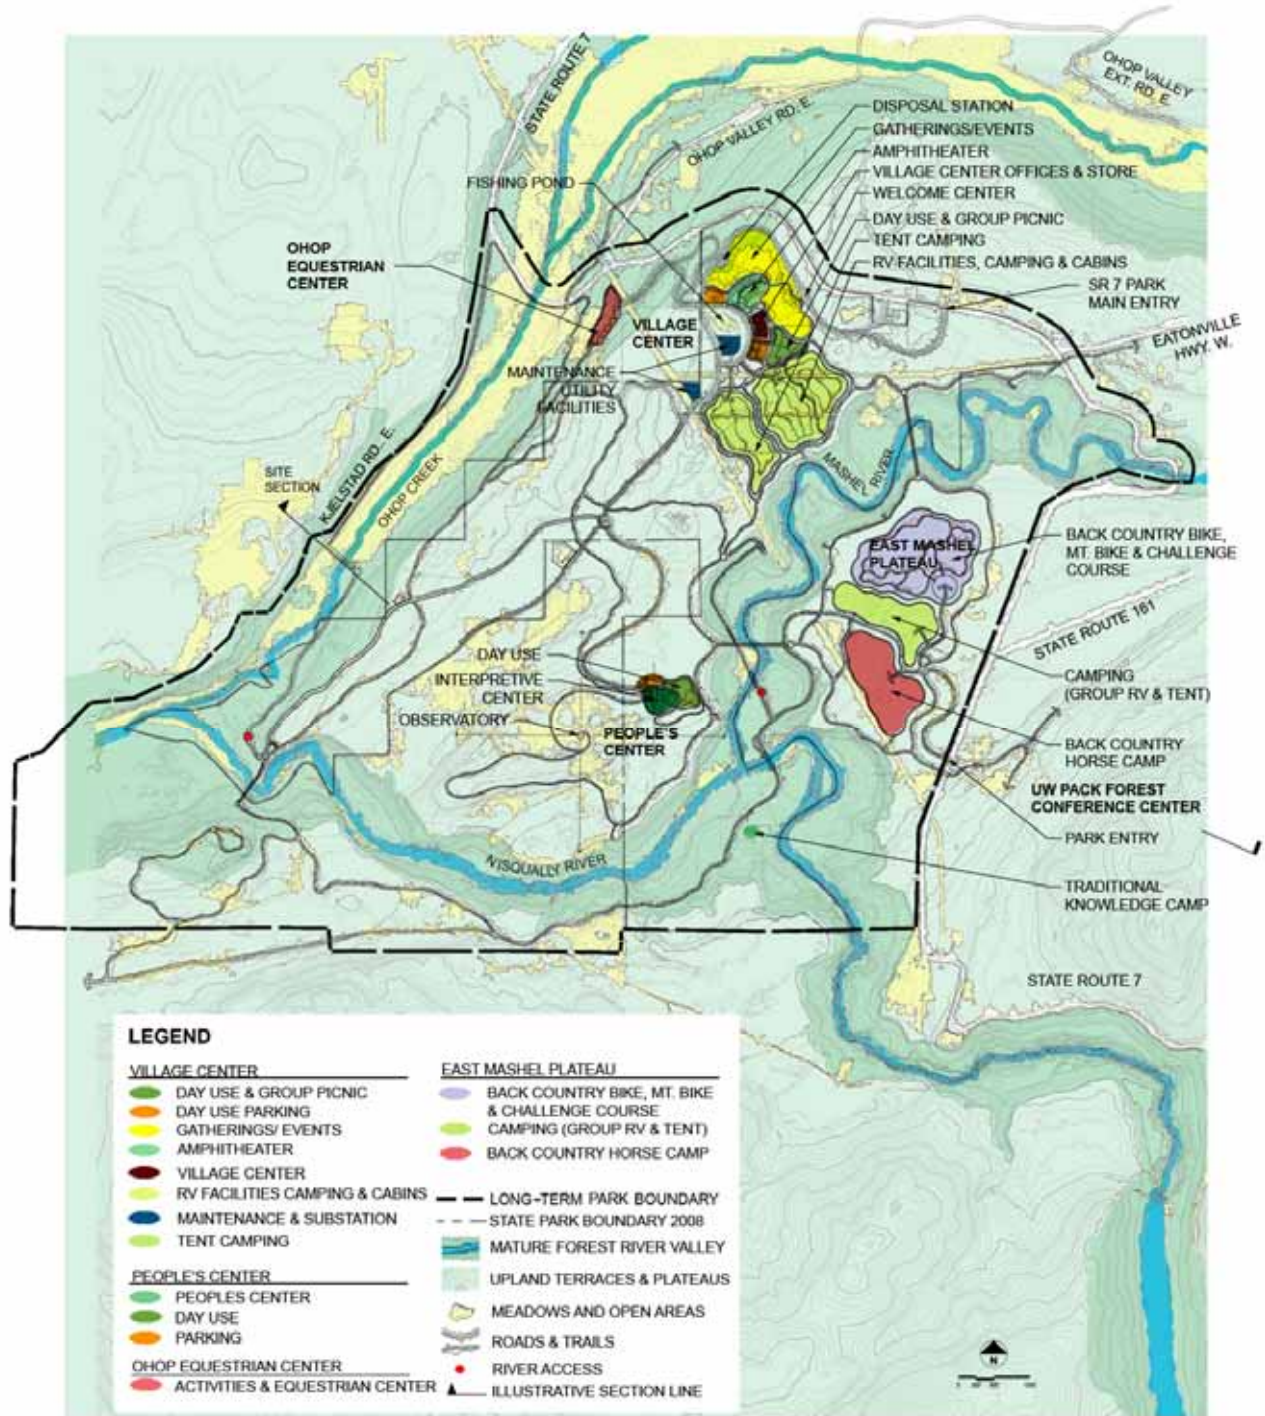 OHOP VALLEY
EXT. RD. E.
STATE ROUTE 7
OHOP VALLEY RD. E.
DISPOSAL STATION
GATHERINGS/EVENTS
AMPHITHEATER
VILLAGE CENTER OFFICES & STORE
WELCOME CENTER
DAY USE & GROUP PICNIC
TENT CAMPING
RV FACILITIES, CAMPING & CABINS
FISHING POND
OHOP
EQUESTRIAN
CENTER
SR 7 PARK
MAIN ENTRY
VILLAGE
CENTER
EATONVILLE
HWY. W.
MAINTENANCE
UTILITY
FACILITIES
MASHEL RIVER
KJELSTAD RD. E.
OHOP CREEK
SITE
SECTION
EAST MASHEL
PLATEAU
BACK COUNTRY BIKE,
MT. BIKE & CHALLENGE
COURSE
STATE ROUTE 161
DAY USE
INTERPRETIVE
CENTER
OBSERVATORY
PEOPLE'S
CENTER
CAMPING
(GROUP RV & TENT)
BACK COUNTRY
HORSE CAMP
UW PACK FOREST
CONFERENCE CENTER
PARK ENTRY
NISQUALLY RIVER
TRADITIONAL
KNOWLEDGE CAMP
STATE ROUTE 7
LEGEND
VILLAGE CENTER
DAY USE & GROUP PICNIC
DAY USE PARKING
GATHERINGS/ EVENTS
AMPHITHEATER
VILLAGE CENTER
RV FACILITIES CAMPING & CABINS
MAINTENANCE & SUBSTATION
TENT CAMPING
PEOPLE'S CENTER
PEOPLES CENTER
DAY USE
PARKING
OHOP EQUESTRIAN CENTER
ACTIVITIES & EQUESTRIAN CENTER
EAST MASHEL PLATEAU
BACK COUNTRY BIKE, MT. BIKE
& CHALLENGE COURSE
CAMPING (GROUP RV & TENT)
BACK COUNTRY HORSE CAMP
LONG-TERM PARK BOUNDARY
STATE PARK BOUNDARY 2008
MATURE FOREST RIVER VALLEY
UPLAND TERRACES & PLATEAUS
MEADOWS AND OPEN AREAS
ROADS & TRAILS
RIVER ACCESS
ILLUSTRATIVE SECTION LINE
N